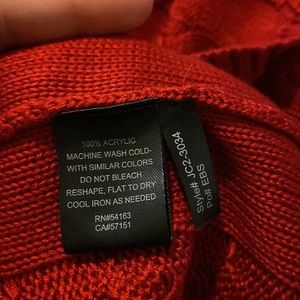 100% ACRYLIC
MACHINE WASH COLD-
WITH SIMILAR COLORS
DO NOT BLEACH
RESHAPE, FLAT TO DRY
COOL IRON AS NEEDED
RN#54163
CA#57151
Style# JC2-3034
Po# EBS